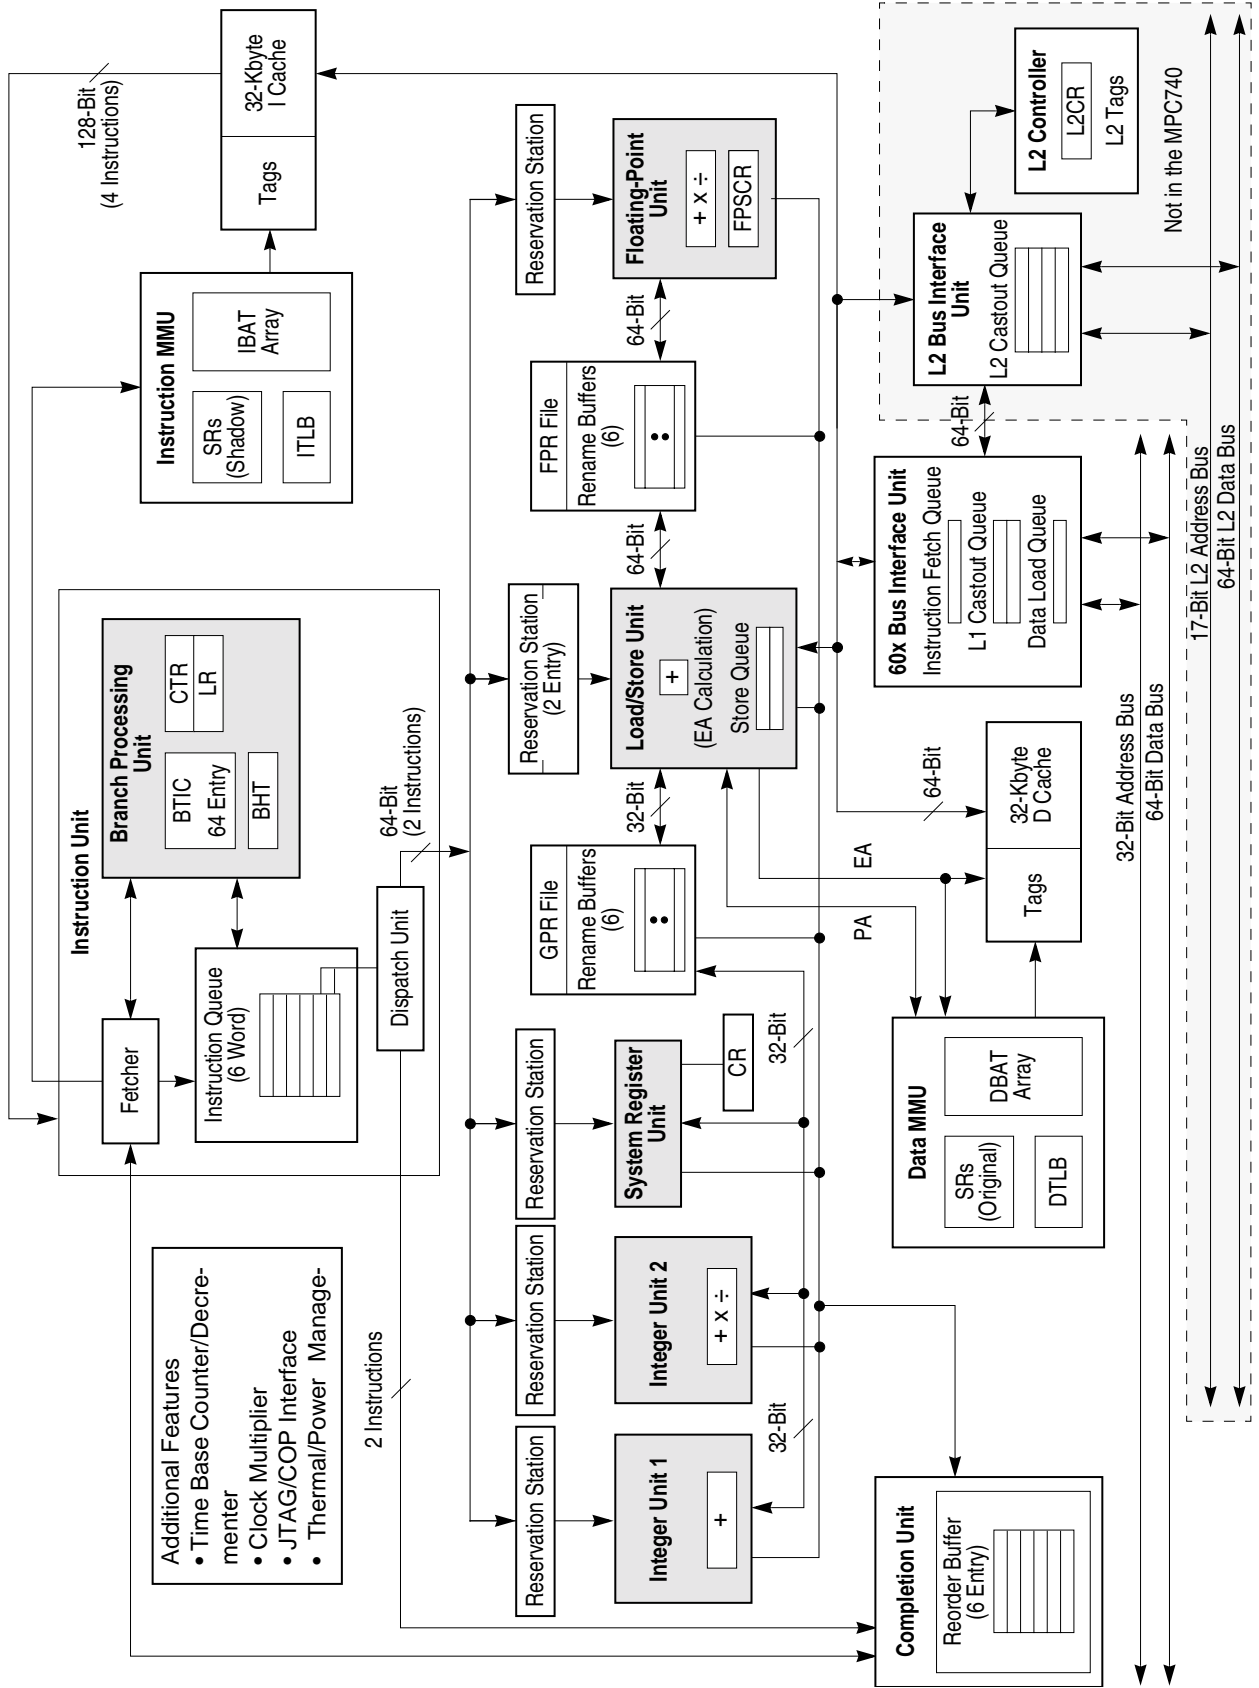 Additional Features
• Time Base Counter/Decre-
menter
• Clock Multiplier
• JTAG/COP Interface
• Thermal/Power Manage-
Instruction Unit
Fetcher
Branch Processing
Unit
BTIC
64 Entry
CTR
LR
BHT
Instruction Queue
(6 Word)
Dispatch Unit
64-Bit
(2 Instructions)
2 Instructions
Instruction MMU
SRs
(Shadow)
ITLB
IBAT
Array
128-Bit
(4 Instructions)
Tags
32-Kbyte
I Cache
Reservation Station
Reservation Station
Reservation Station
Reservation Station
(2 Entry)
Reservation Station
Integer Unit 1
+
Integer Unit 2
+ x ÷
System Register
Unit
CR
32-Bit
32-Bit
GPR File
Rename Buffers
(6)
32-Bit
Load/Store Unit
+
(EA Calculation)
Store Queue
64-Bit
FPR File
Rename Buffers
(6)
64-Bit
Floating-Point
Unit
+ x ÷
FPSCR
PA
EA
64-Bit
Completion Unit
Reorder Buffer
(6 Entry)
Data MMU
SRs
(Original)
DTLB
DBAT
Array
Tags
32-Kbyte
D Cache
60x Bus Interface Unit
Instruction Fetch Queue
L1 Castout Queue
Data Load Queue
64-Bit
L2 Bus Interface
Unit
L2 Castout Queue
L2 Controller
L2CR
L2 Tags
Not in the MPC740
32-Bit Address Bus
64-Bit Data Bus
17-Bit L2 Address Bus
64-Bit L2 Data Bus